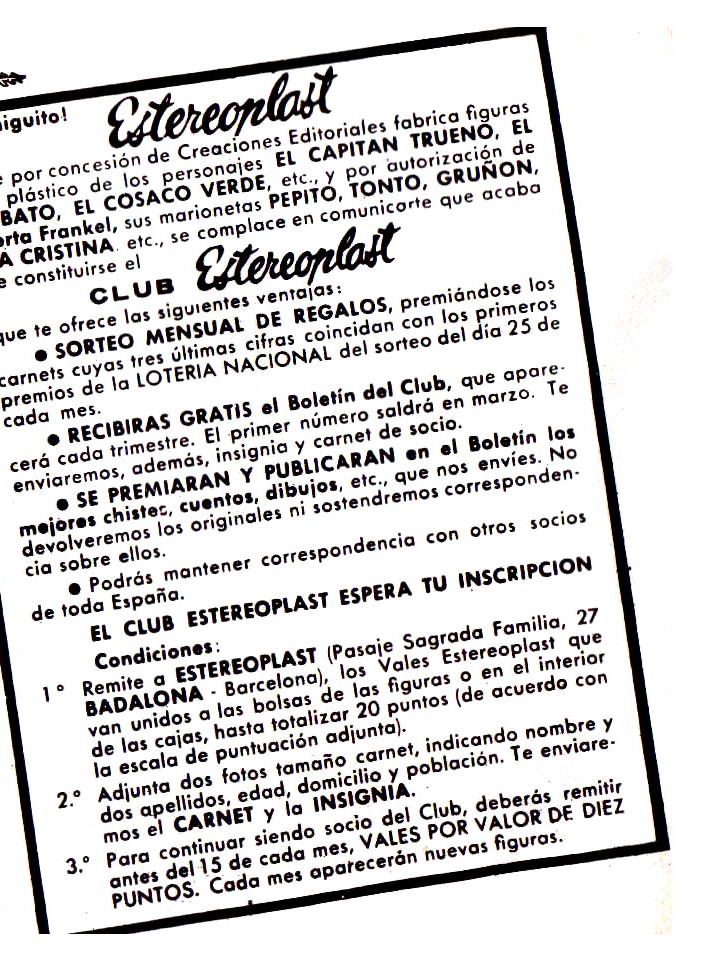 iguito! Estereoplast
e por concesión de Creaciones Editoriales fabrica figuras
plástico de los personajes EL CAPITAN TRUENO, EL
BATO, EL COSACO VERDE, etc., y por autorización de
rta Frankel, sus marionetas PEPITO, TONTO, GRUÑON,
A CRISTINA. etc., se complace en comunicarte que acaba
e constituirse el
CLUB Estereoplast
que te ofrece las siguientes ventajas:
● SORTEO MENSUAL DE REGALOS, premiándose los
carnets cuyas tres últimas cifras coincidan con los primeros
premios de la LOTERIA NACIONAL del sorteo del día 25 de
cada mes.
● RECIBIRAS GRATIS el Boletín del Club, que apare-
cerá cada trimestre. El primer número saldrá en marzo. Te
enviaremos, además, insignia y carnet de socio.
● SE PREMIARAN Y PUBLICARAN en el Boletín los
mejores chistes, cuentos, dibujos, etc., que nos envíes. No
devolveremos los originales ni sostendremos corresponden-
cia sobre ellos.
● Podrás mantener correspondencia con otros socios
de toda España.
EL CLUB ESTEREOPLAST ESPERA TU INSCRIPCION
Condiciones:
1º Remite a ESTEREOPLAST (Pasaje Sagrada Familia, 27
BADALONA - Barcelona), los Vales Estereoplast que
van unidos a las bolsas de las figuras o en el interior
de las cajas, hasta totalizar 20 puntos (de acuerdo con
la escala de puntuación adjunta).
2.º Adjunta dos fotos tamaño carnet, indicando nombre y
dos apellidos, edad, domicilio y población. Te enviare-
mos el CARNET y la INSIGNIA.
3.º Para continuar siendo socio del Club, deberás remitir
antes del 15 de cada mes, VALES POR VALOR DE DIEZ
PUNTOS. Cada mes aparecerán nuevas figuras.